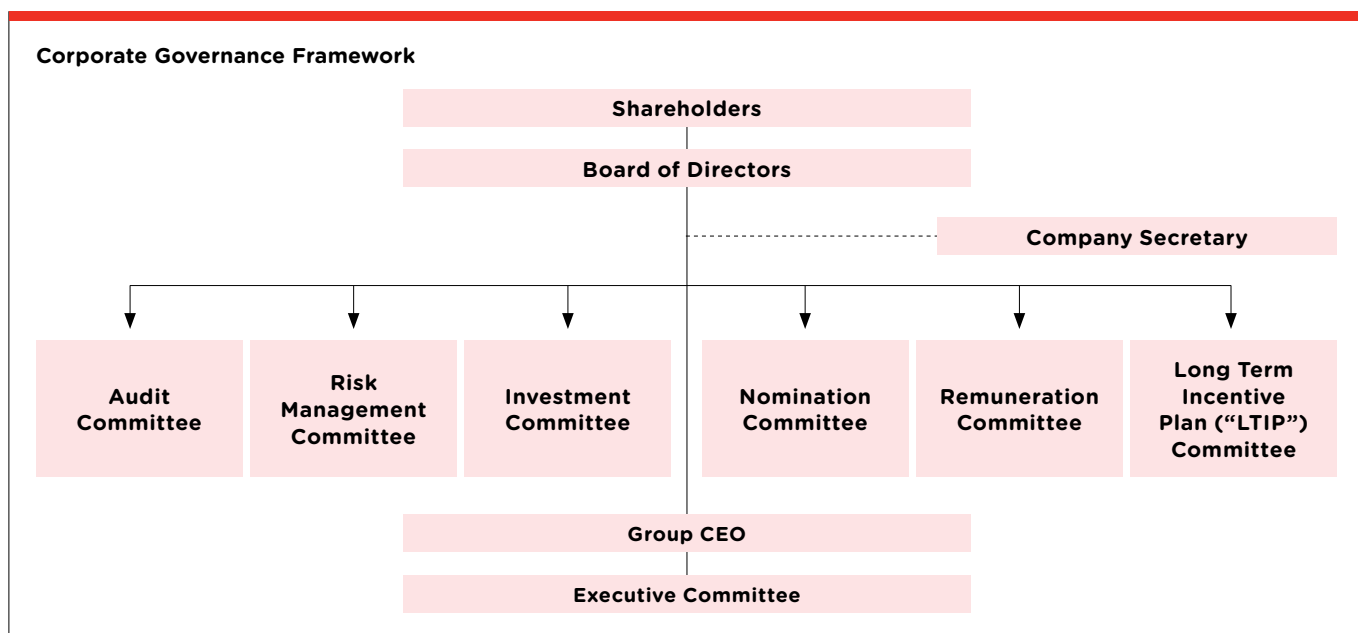 Corporate Governance Framework
Shareholders
Board of Directors
Company Secretary
Audit
Committee
Risk
Management
Committee
Investment
Committee
Nomination
Committee
Remuneration
Committee
Long Term
Incentive
Plan (“LTIP”)
Committee
Group CEO
Executive Committee